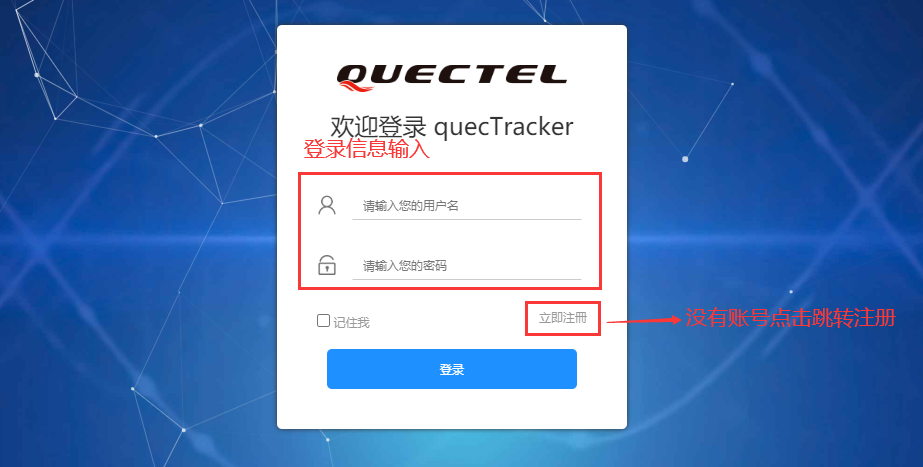 QUECTEL
欢迎登录 quecTracker
登录信息输入
请输入您的用户名
请输入您的密码
记住我
立即注冊
没有账号点击跳转注册
登录